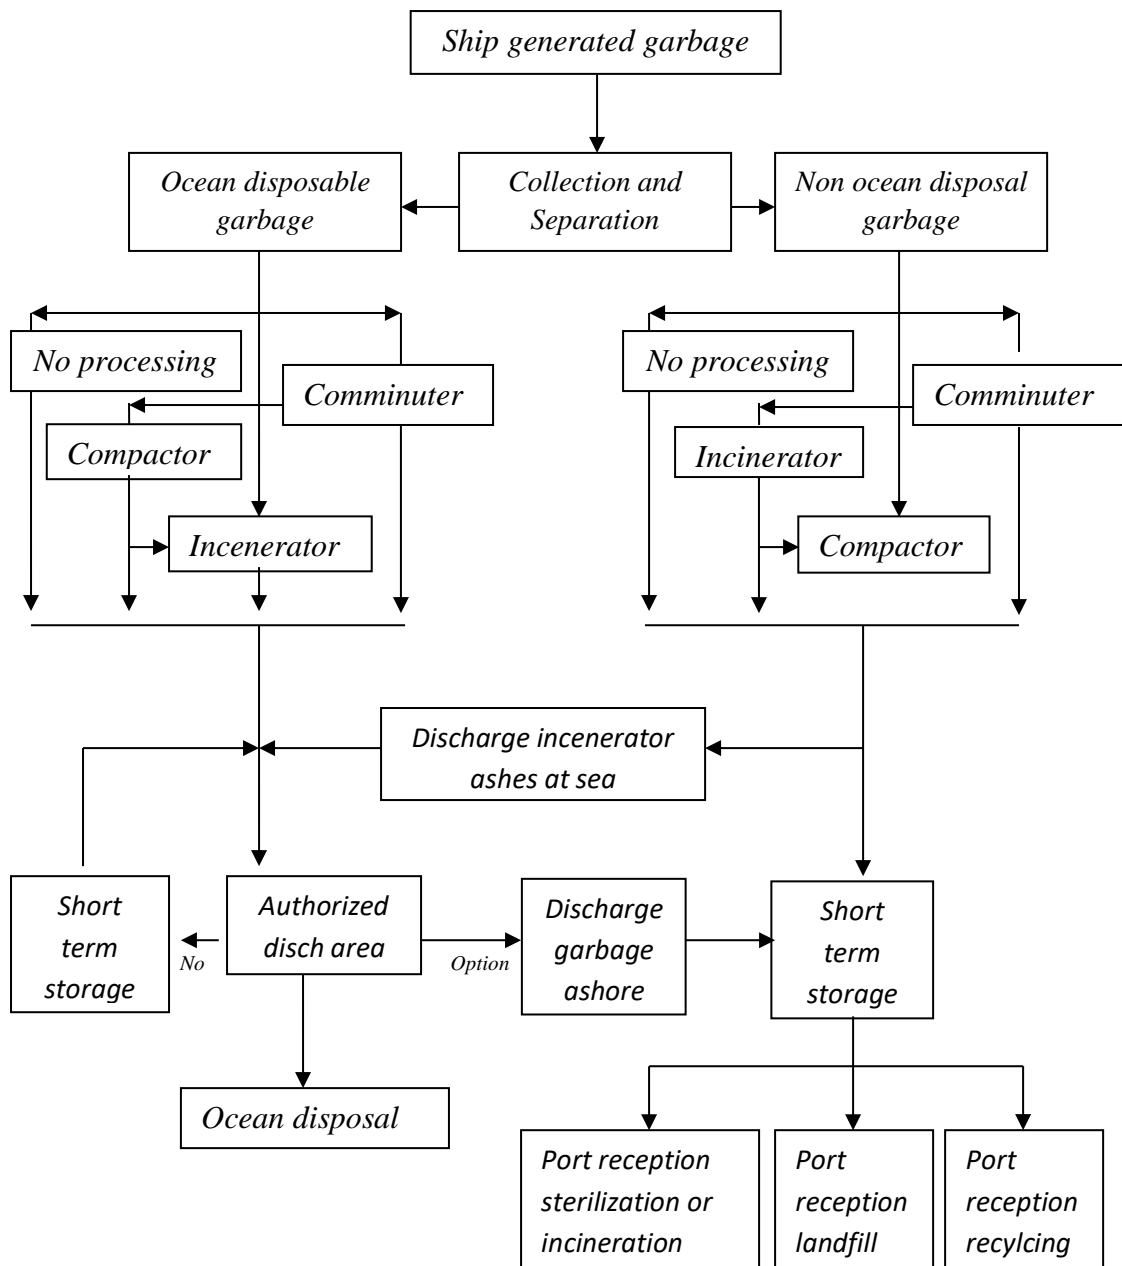 Ship generated garbage
Ocean disposable
garbage
Collection and
Separation
Non ocean disposal
garbage
No processing
Comminuter
Compactor
Incenerator
No processing
Comminuter
Incinerator
Compactor
Discharge incenerator
ashes at sea
Short
term
storage
No
Authorized
disch area
Option
Discharge
garbage
ashore
Short
term
storage
Ocean disposal
Port reception
sterilization or
incineration
Port
reception
landfill
Port
reception
recylcing